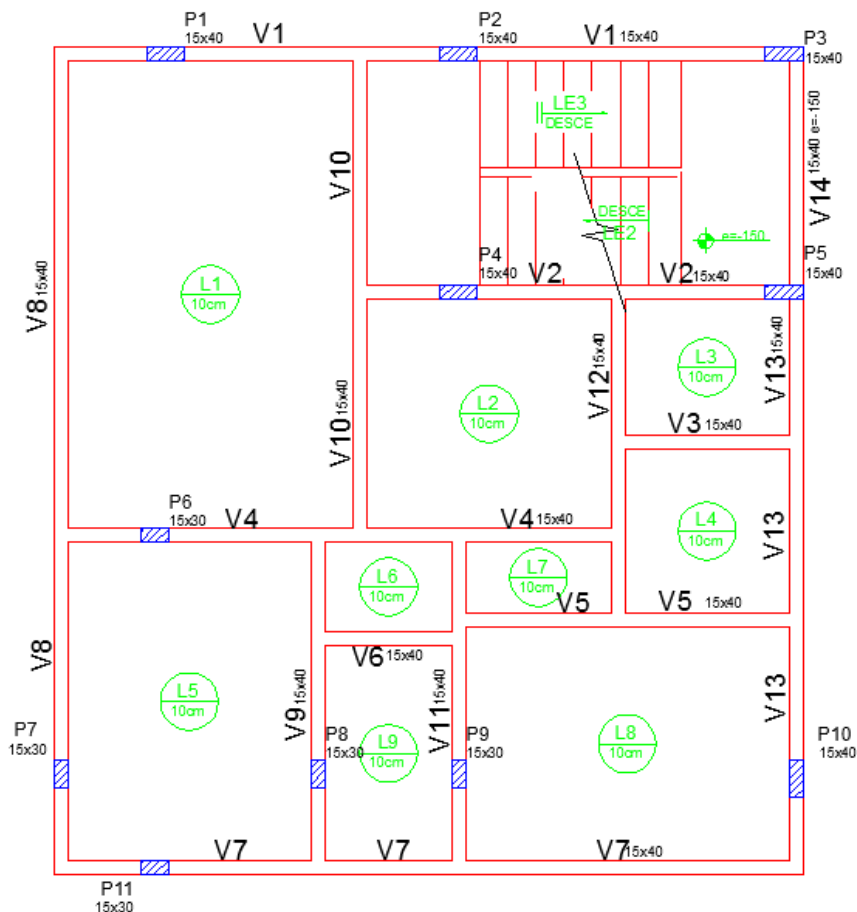 P1
15x40
V1
P2
15x40
V1 15x40
P3
15x40
LE3
DESCE
V10
V14 15x40 e=-150
DESCE
LE2
e=-150
P4
15x40
V2
V2 15x40
P5
15x40
V8 15x40
L1
10cm
V10 15x40
L2
10cm
V12 15x40
L3
10cm
V13 15x40
V3 15x40
P6
15x30
V4
V4 15x40
L4
10cm
V13
L6
10cm
L7
10cm
V5
V5 15x40
V8
V6 15x40
L5
10cm
V9 15x40
V11 15x40
V13
P7
15x30
P8
15x30
L9
10cm
P9
15x30
L8
10cm
P10
15x40
V7
V7
V7 15x40
P11
15x30